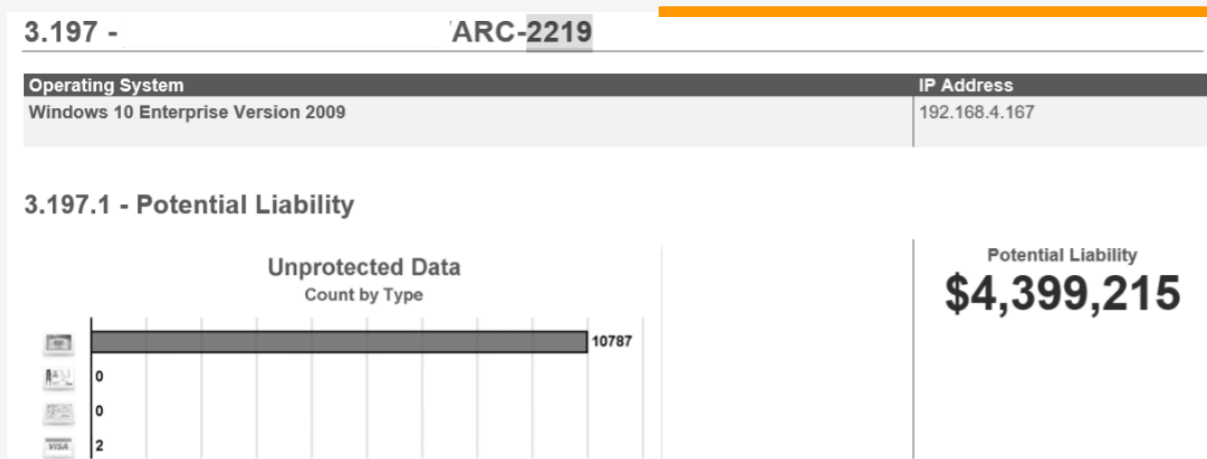 3.197 - ARC-2219
Operating System IP Address
Windows 10 Enterprise Version 2009 192.168.4.167
3.197.1 - Potential Liability
Unprotected Data
Count by Type
Potential Liability
$4,399,215
10787
0
0
VISA 2